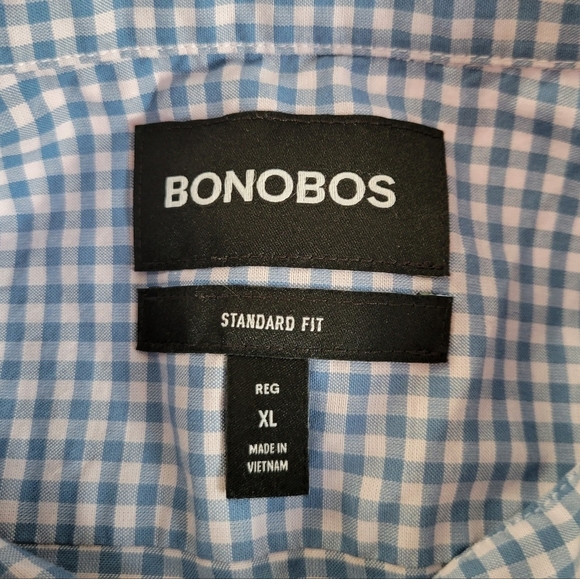 BONOBOS
STANDARD FIT
REG
XL
MADE IN
VIETNAM